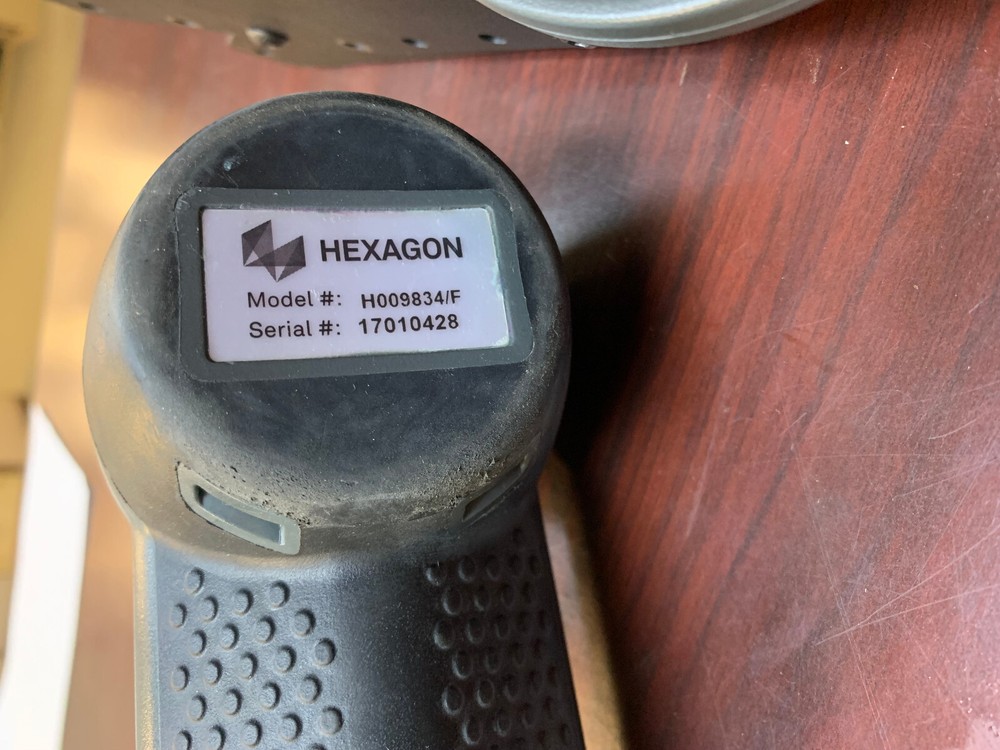 HEXAGON
Model #: H009834/F
Serial #: 17010428